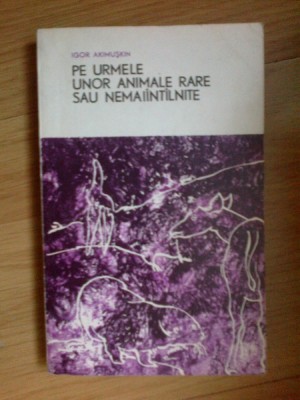 IGOR AKIMUŞKIN
PE URMELE
UNOR ANIMALE RARE
SAU NEMAIÎNTÎLNITE